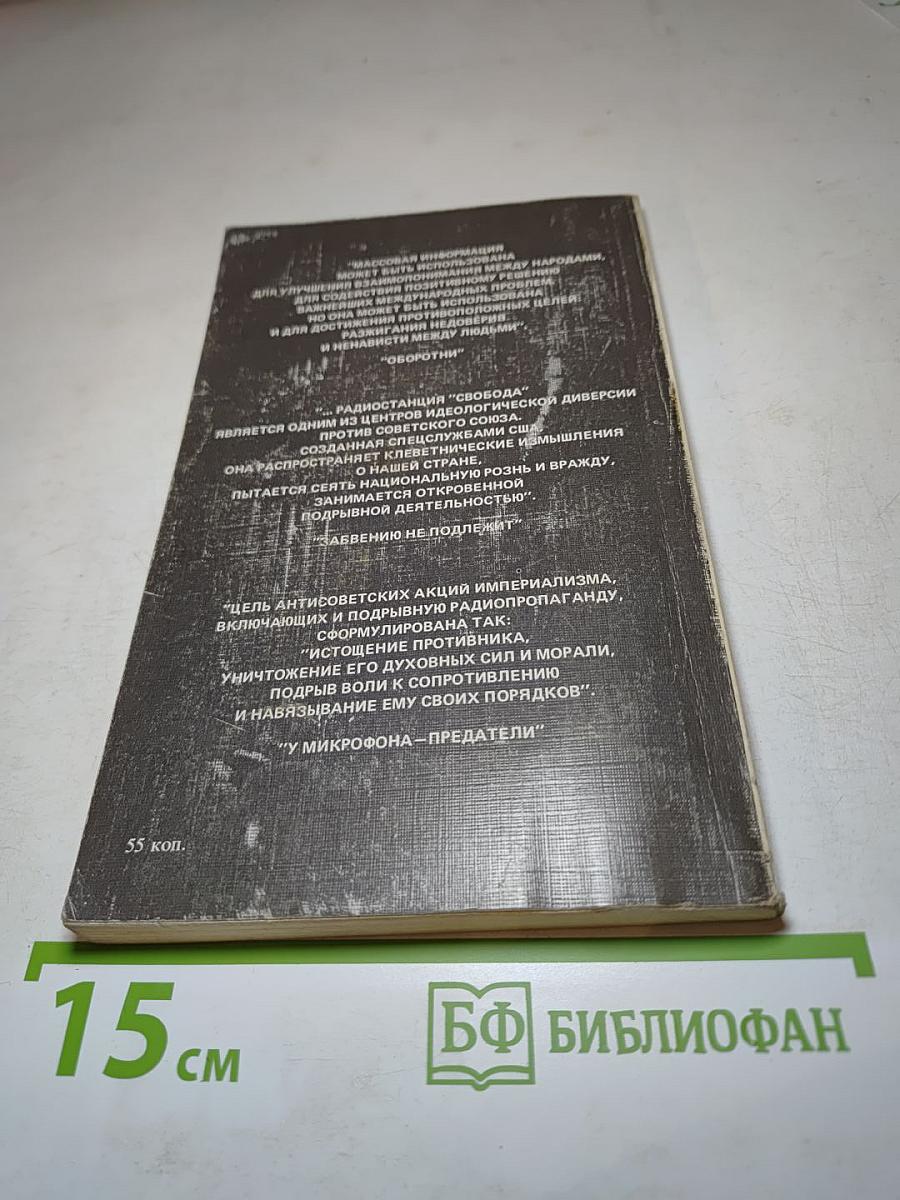 "МАССОВАЯ ИНФОРМАЦИЯ
МОЖЕТ БЫТЬ ИСПОЛЬЗОВАНА
ДЛЯ УЛУЧШЕНИЯ ВЗАИМОПОНИМАНИЯ МЕЖДУ НАРОДАМИ,
ДЛЯ СОДЕЙСТВИЯ ПОЗИТИВНОМУ РЕШЕНИЮ
ВАЖНЕЙШИХ МЕЖДУНАРОДНЫХ ПРОБЛЕМ.
НО ОНА МОЖЕТ БЫТЬ ИСПОЛЬЗОВАНА
И ДЛЯ ДОСТИЖЕНИЯ ПРОТИВОПОЛОЖНЫХ ЦЕЛЕЙ:
РАЗЖИГАНИЯ НЕДОВЕРИЯ
И НЕНАВИСТИ МЕЖДУ ЛЮДЬМИ".
"ОБОРОТНИ"
"... РАДИОСТАНЦИЯ "СВОБОДА"
ЯВЛЯЕТСЯ ОДНИМ ИЗ ЦЕНТРОВ ИДЕОЛОГИЧЕСКОЙ ДИВЕРСИИ
ПРОТИВ СОВЕТСКОГО СОЮЗА.
СОЗДАННАЯ СПЕЦСЛУЖБАМИ США,
ОНА РАСПРОСТРАНЯЕТ КЛЕВЕТНИЧЕСКИЕ ИЗМЫШЛЕНИЯ
О НАШЕЙ СТРАНЕ,
ПЫТАЕТСЯ СЕЯТЬ НАЦИОНАЛЬНУЮ РОЗНЬ И ВРАЖДУ,
ЗАНИМАЕТСЯ ОТКРОВЕННОЙ
ПОДРЫВНОЙ ДЕЯТЕЛЬНОСТЬЮ".
"ЗАБВЕНИЮ НЕ ПОДЛЕЖИТ"
"ЦЕЛЬ АНТИСОВЕТСКИХ АКЦИЙ ИМПЕРИАЛИЗМА,
ВКЛЮЧАЮЩИХ И ПОДРЫВНУЮ РАДИОПРОПАГАНДУ,
СФОРМУЛИРОВАНА ТАК:
"ИСТОЩЕНИЕ ПРОТИВНИКА,
УНИЧТОЖЕНИЕ ЕГО ДУХОВНЫХ СИЛ И МОРАЛИ,
ПОДРЫВ ВОЛИ К СОПРОТИВЛЕНИЮ
И НАВЯЗЫВАНИЕ ЕМУ СВОИХ ПОРЯДКОВ".
"У МИКРОФОНА—ПРЕДАТЕЛИ"
55 коп.
15 см
БФ БИБЛИОФАН